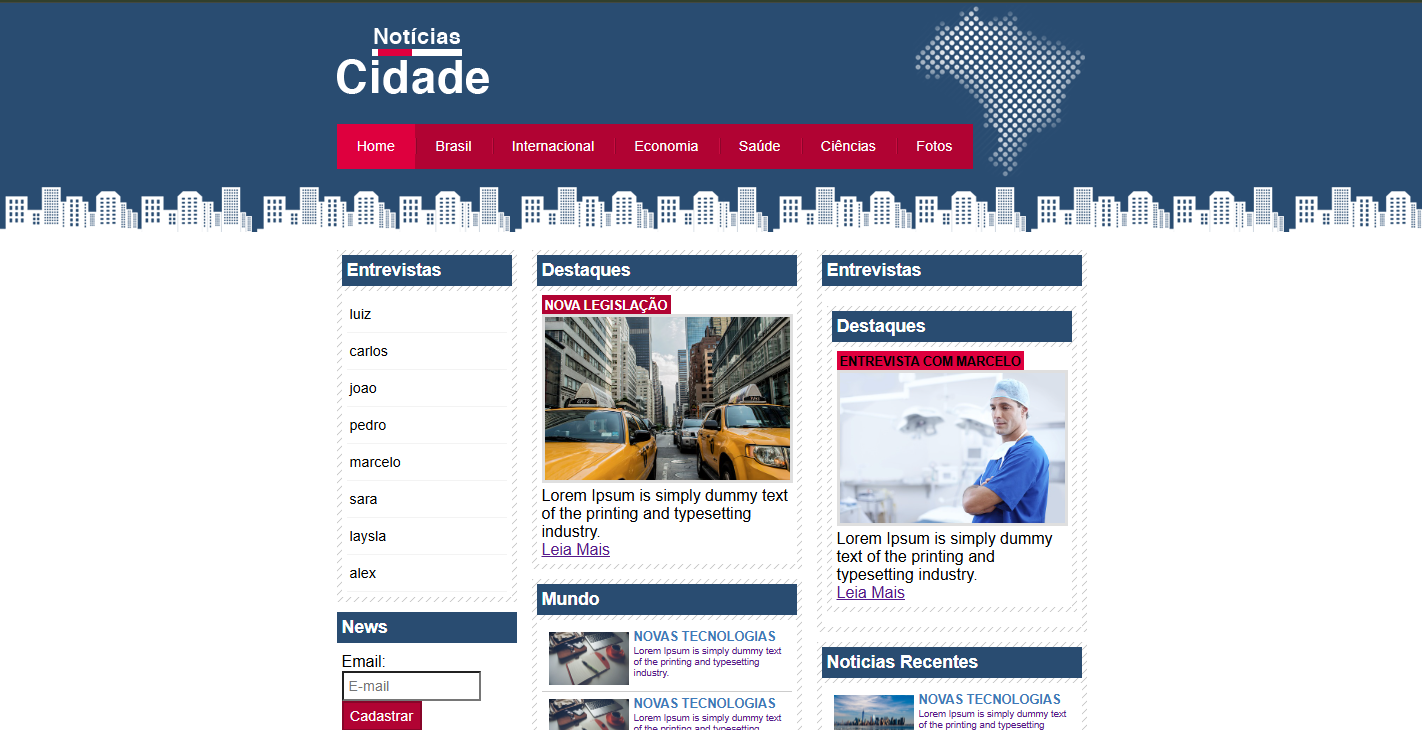 Notícias
Cidade
Home Brasil Internacional Economia Saúde Ciências Fotos
Entrevistas
luiz
carlos
joao
pedro
marcelo
sara
laysla
alex
News
Email:
E-mail
Cadastrar
Destaques
NOVA LEGISLAÇÃO
Lorem Ipsum is simply dummy text
of the printing and typesetting
industry.
Leia Mais
Mundo
NOVAS TECNOLOGIAS
Lorem Ipsum is simply dummy text
of the printing and typesetting
industry.
NOVAS TECNOLOGIAS
Lorem Ipsum is simply dummy text
of the printing and typesetting
Entrevistas
Destaques
ENTREVISTA COM MARCELO
Lorem Ipsum is simply dummy
text of the printing and
typesetting industry.
Leia Mais
Noticias Recentes
NOVAS TECNOLOGIAS
Lorem Ipsum is simply dummy text
of the printing and typesetting